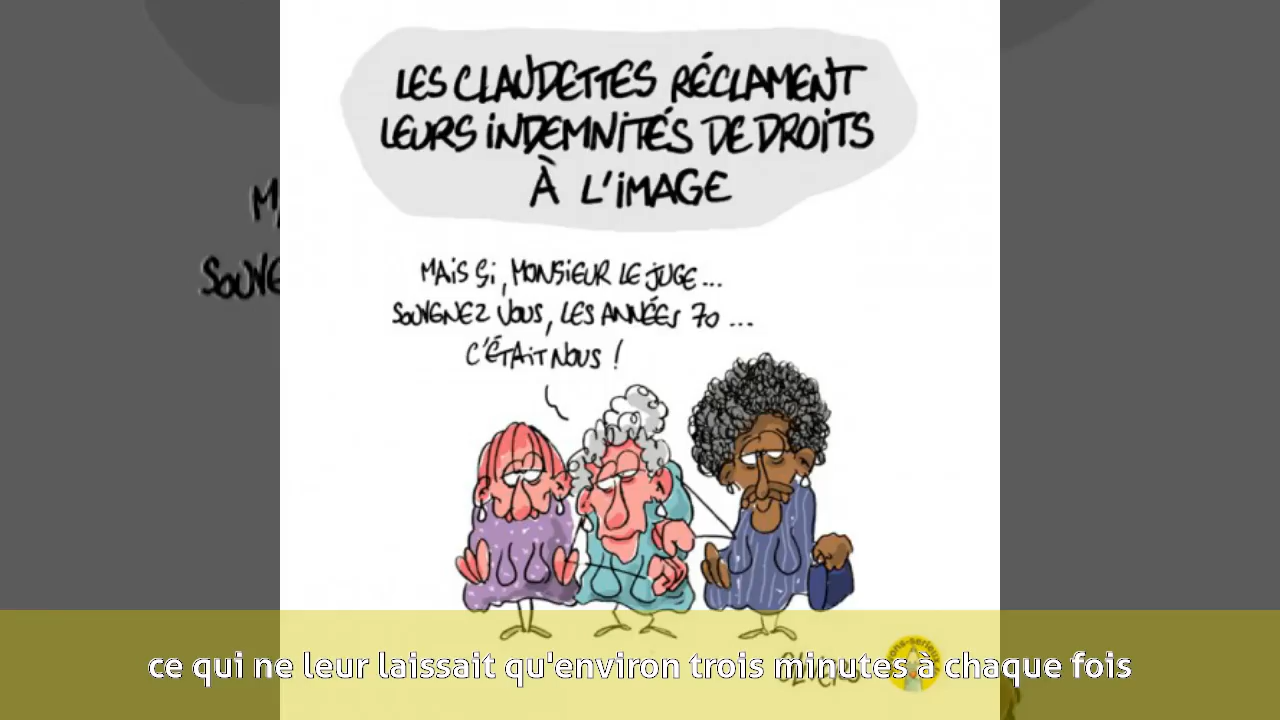 LES CLAUDETTES RÉCLAMENT
LEURS INDEMNITÉS DE DROITS
À L'IMAGE
MAIS SI, MONSIEUR LE JUGE...
SOUVENEZ VOUS, LES ANNÉES 70...
C'ÉTAIT NOUS !
ce qui ne leur laissait qu'environ trois minutes à chaque fois